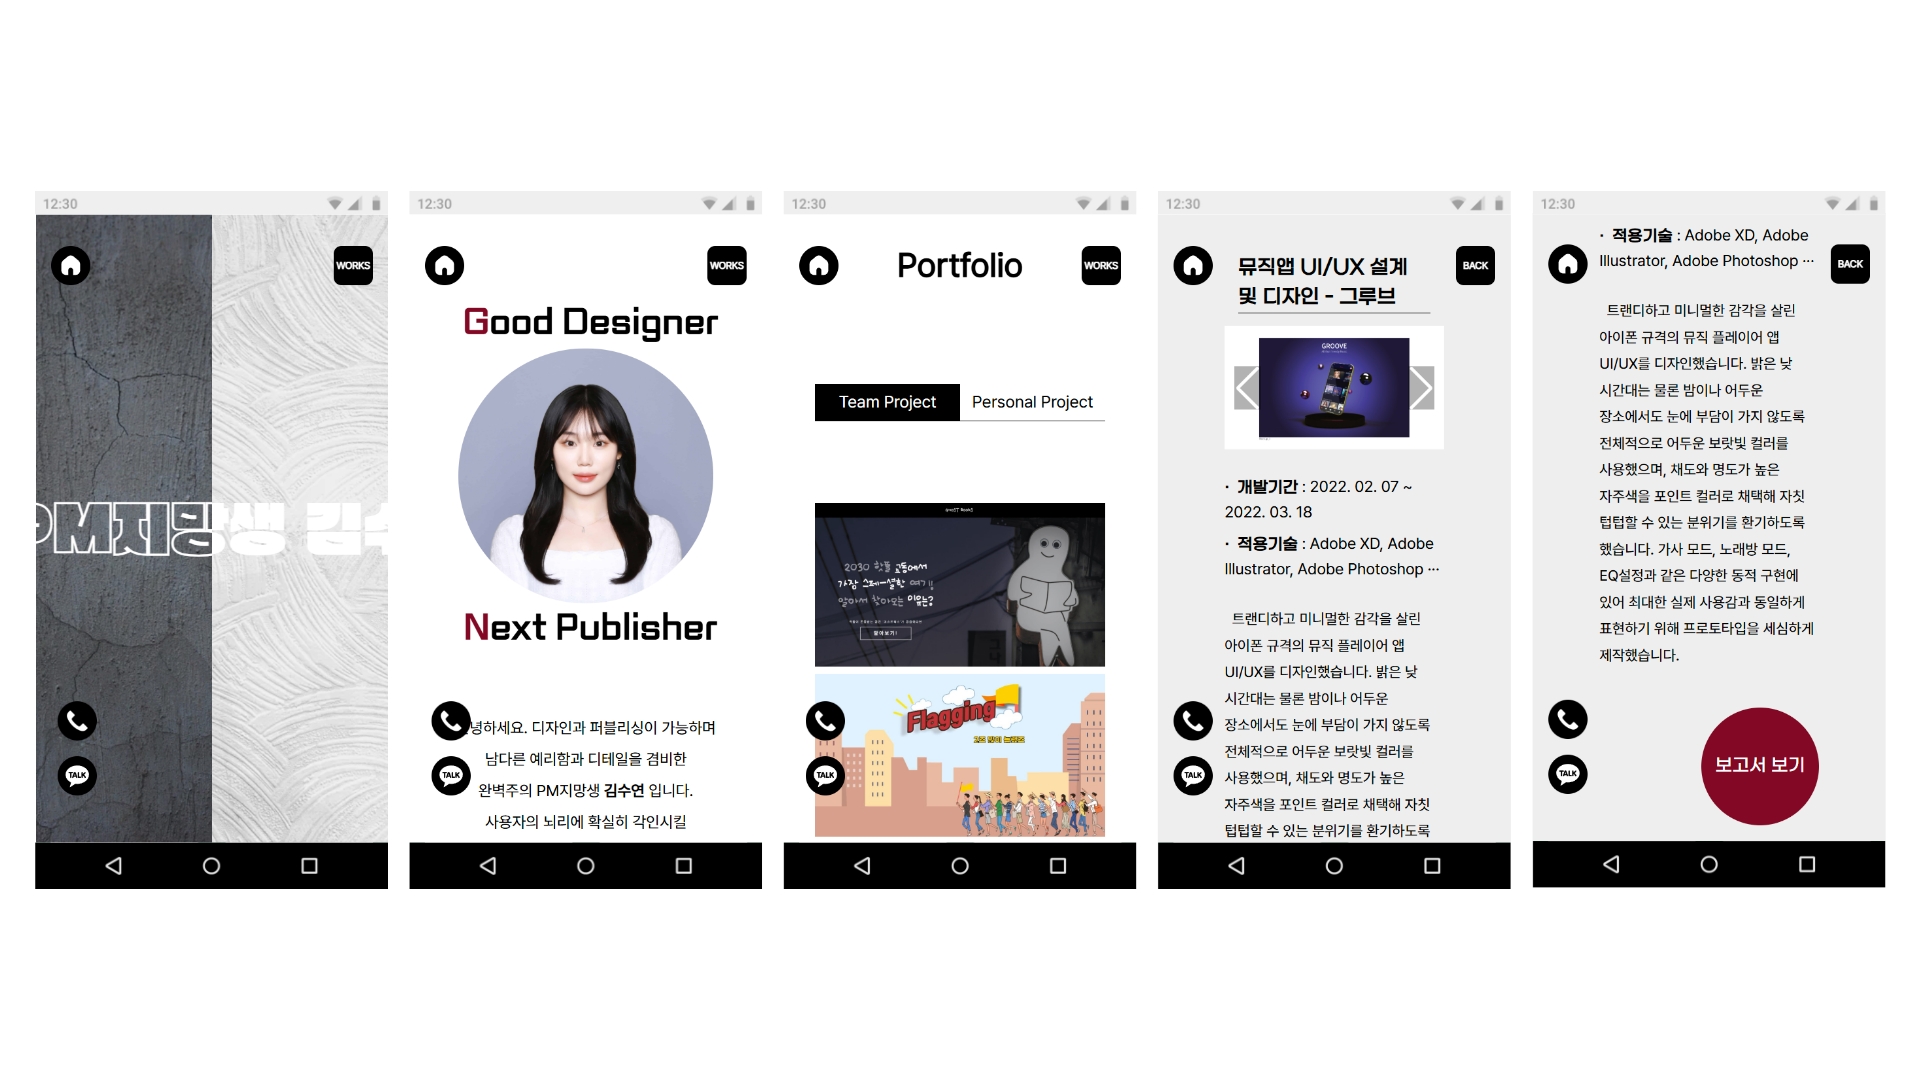 12:30
WORKS
PM지망생 김수
TALK
12:30
WORKS
Good Designer
Next Publisher
녕하세요. 디자인과 퍼블리싱이 가능하며
남다른 예리함과 디테일을 겸비한
완벽주의 PM지망생 김수연 입니다.
사용자의 뇌리에 확실히 각인시킬
TALK
12:30
Portfolio
WORKS
Team Project
Personal Project
2030 핫플 교동에서
가장 스페-셜한 여기!!
알아서 찾아오는 이유는?
알아보기!
Flagging
TALK
12:30
뮤직앱 UI/UX 설계
및 디자인 - 그루브
BACK
GROOVE
· 개발기간 : 2022. 02. 07 ~
2022. 03. 18
· 적용기술 : Adobe XD, Adobe
Illustrator, Adobe Photoshop ···
트랜디하고 미니멀한 감각을 살린
아이폰 규격의 뮤직 플레이어 앱
UI/UX를 디자인했습니다. 밝은 낮
시간대는 물론 밤이나 어두운
장소에서도 눈에 부담이 가지 않도록
전체적으로 어두운 보랏빛 컬러를
사용했으며, 채도와 명도가 높은
자주색을 포인트 컬러로 채택해 자칫
텁텁할 수 있는 분위기를 환기하도록
TALK
12:30
· 적용기술 : Adobe XD, Adobe
Illustrator, Adobe Photoshop ···
BACK
트랜디하고 미니멀한 감각을 살린
아이폰 규격의 뮤직 플레이어 앱
UI/UX를 디자인했습니다. 밝은 낮
시간대는 물론 밤이나 어두운
장소에서도 눈에 부담이 가지 않도록
전체적으로 어두운 보랏빛 컬러를
사용했으며, 채도와 명도가 높은
자주색을 포인트 컬러로 채택해 자칫
텁텁할 수 있는 분위기를 환기하도록
했습니다. 가사 모드, 노래방 모드,
EQ설정과 같은 다양한 동적 구현에
있어 최대한 실제 사용감과 동일하게
표현하기 위해 프로토타입을 세심하게
제작했습니다.
TALK
보고서 보기